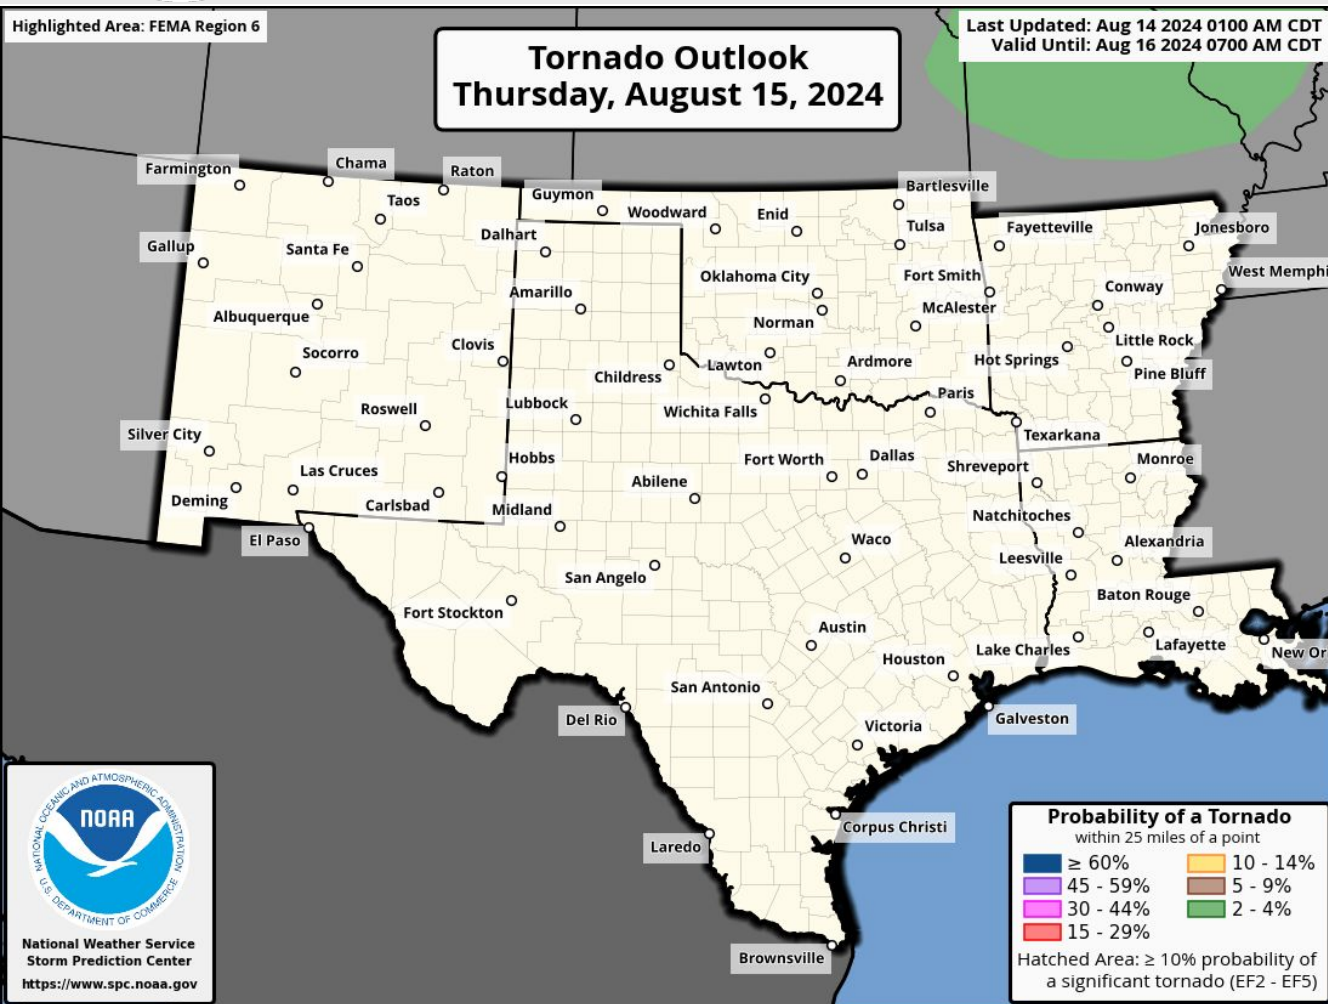 Highlighted Area: FEMA Region 6
Tornado Outlook
Thursday, August 15, 2024
Last Updated: Aug 14 2024 0100 AM CDT
Valid Until: Aug 16 2024 0700 AM CDT
Farmington
Chama
Raton
Taos
Guymon
Woodward
Enid
Bartlesville
Tulsa
Fayetteville
Jonesboro
Gallup
Santa Fe
Dalhart
Oklahoma City
Fort Smith
West Memphi
Amarillo
Conway
Albuquerque
Norman
McAlester
Little Rock
Socorro
Clovis
Childress
Lawton
Ardmore
Hot Springs
Pine Bluff
Roswell
Lubbock
Wichita Falls
Paris
Texarkana
Silver City
Las Cruces
Hobbs
Abilene
Fort Worth
Dallas
Shreveport
Monroe
Deming
Carlsbad
Midland
Natchitoches
El Paso
Waco
Leesville
Alexandria
San Angelo
Fort Stockton
Baton Rouge
Austin
Lake Charles
Lafayette
New Or
Houston
San Antonio
Del Rio
Galveston
Victoria
Corpus Christi
Laredo
Brownsville
NATIONAL OCEANIC AND ATMOSPHERIC ADMINISTRATION
NOAA
U.S. DEPARTMENT OF COMMERCE
National Weather Service
Storm Prediction Center
https://www.spc.noaa.gov
Probability of a Tornado
within 25 miles of a point
≥ 60%
10 - 14%
45 - 59%
5 - 9%
30 - 44%
2 - 4%
15 - 29%
Hatched Area: ≥ 10% probability of
a significant tornado (EF2 - EF5)